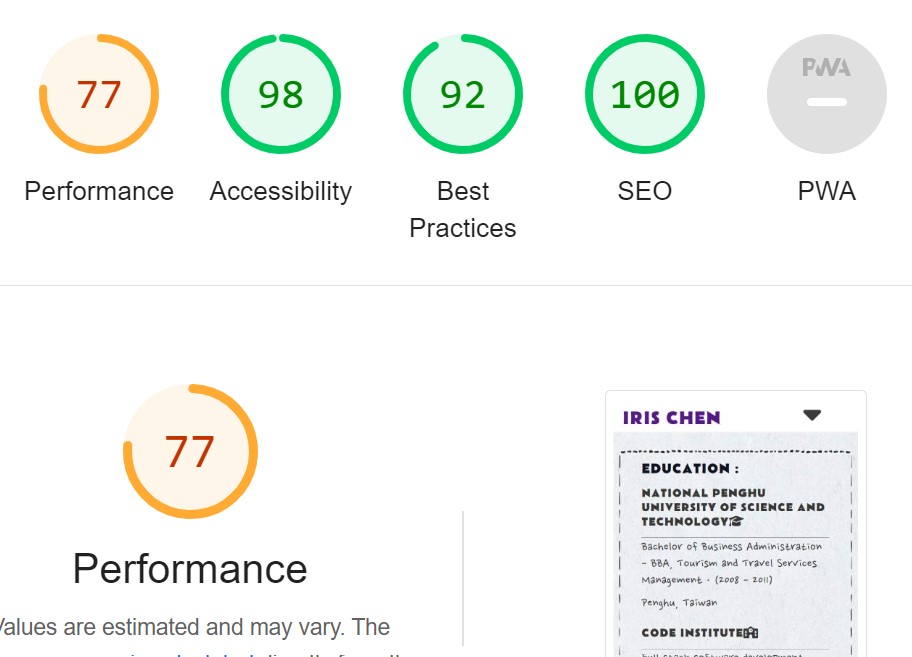 77
98
92
100
PWA
Performance
Accessibility
Best
Practices
SEO
PWA
77
Performance
Values are estimated and may vary. The
IRIS CHEN
EDUCATION :
NATIONAL PENGHU
UNIVERSITY OF SCIENCE AND
TECHNOLOGY
Bachelor of Business Administration
- BBA, Tourism and Travel Services
Management · (2008 - 2011)
Penghu, Taiwan
CODE INSTITUTE